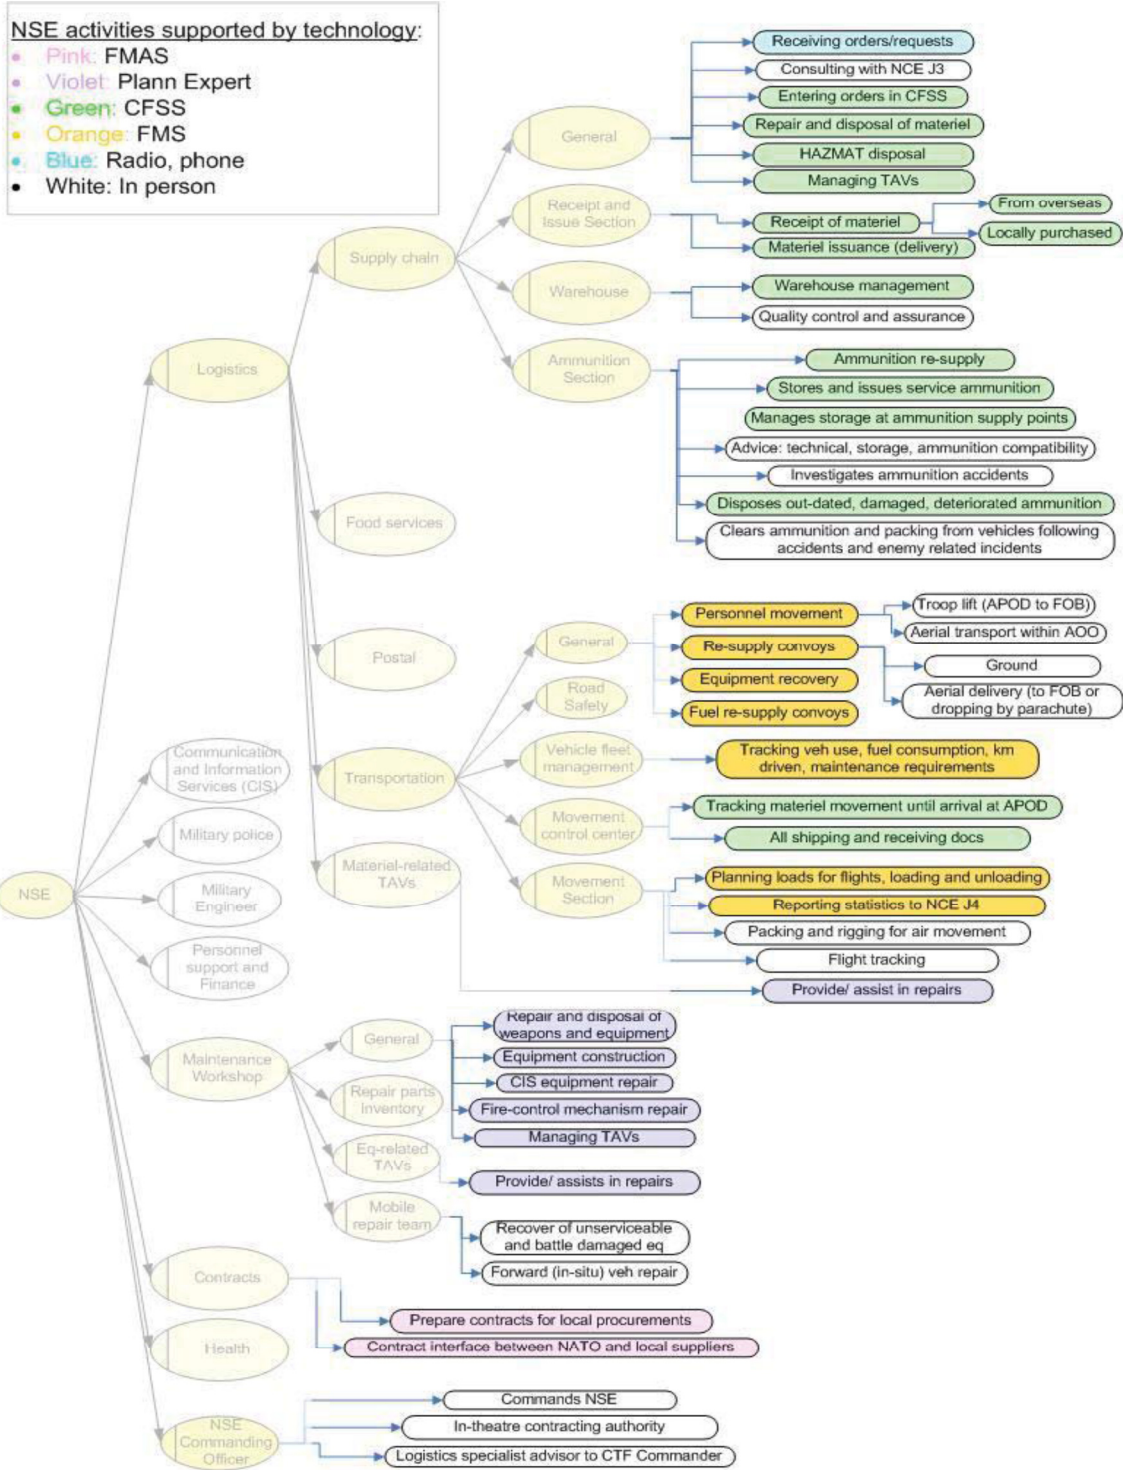 NSE activities supported by technology:
• Pink: FMAS
• Violet: Plann Expert
• Green: CFSS
• Orange: FMS
• Blue: Radio, phone
• White: In person
NSE
Logistics
Supply chain
General
Receiving orders/requests
Consulting with NCE J3
Entering orders in CFSS
Repair and disposal of materiel
HAZMAT disposal
Managing TAVs
Receipt and
Issue Section
Receipt of materiel
From overseas
Locally purchased
Materiel issuance (delivery)
Warehouse
Warehouse management
Quality control and assurance
Ammunition
Section
Ammunition re-supply
Stores and issues service ammunition
Manages storage at ammunition supply points
Advice: technical, storage, ammunition compatibility
Investigates ammunition accidents
Disposes out-dated, damaged, deteriorated ammunition
Clears ammunition and packing from vehicles following
accidents and enemy related incidents
Food services
Postal
Transportation
General
Personnel movement
Troop lift (APOD to FOB)
Aerial transport within AOO
Re-supply convoys
Ground
Aerial delivery (to FOB or
dropping by parachute)
Equipment recovery
Fuel re-supply convoys
Road
Safety
Vehicle fleet
management
Tracking veh use, fuel consumption, km
driven, maintenance requirements
Movement
control center
Tracking materiel movement until arrival at APOD
All shipping and receiving docs
Movement
Section
Planning loads for flights, loading and unloading
Reporting statistics to NCE J4
Packing and rigging for air movement
Flight tracking
Materiel-related
TAVs
Provide/ assist in repairs
Communication
and Information
Services (CIS)
Military police
Military
Engineer
Personnel
support and
Finance
Maintenance
Workshop
General
Repair and disposal of
weapons and equipment
Equipment construction
CIS equipment repair
Fire-control mechanism repair
Managing TAVs
Repair parts
Inventory
Eq-related
TAVs
Provide/ assists in repairs
Mobile
repair team
Recover of unserviceable
and battle damaged eq
Forward (in-situ) veh repair
Contracts
Prepare contracts for local procurements
Contract interface between NATO and local suppliers
Health
NSE
Commanding
Officer
Commands NSE
In-theatre contracting authority
Logistics specialist advisor to CTF Commander